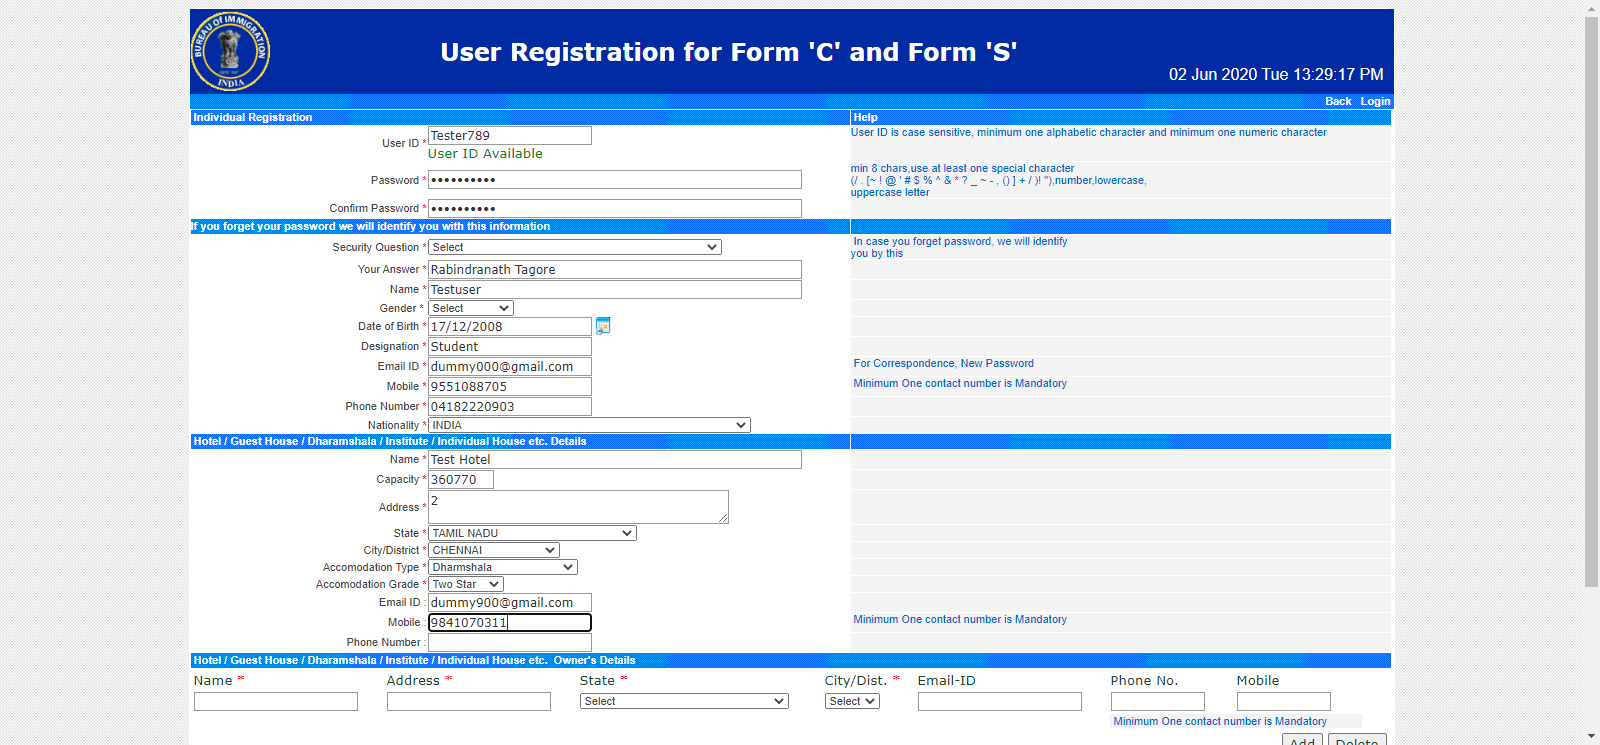 BUREAU OF IMMIGRATION
INDIA
User Registration for Form 'C' and Form 'S'
02 Jun 2020 Tue 13:29:17 PM
Back Login
Individual Registration Help
User ID * Tester789 User ID is case sensitive, minimum one alphabetic character and minimum one numeric character
User ID Available
Password * •••••••••• min 8 chars,use at least one special character
(/ . [~ ! @ ' # $ % ^ & * ? _ ~ - , () ] + / )! "),number,lowercase,
uppercase letter
Confirm Password * ••••••••••
If you forget your password we will identify you with this information
Security Question * Select In case you forget password, we will identify
you by this
Your Answer * Rabindranath Tagore
Name * Testuser
Gender * Select
Date of Birth * 17/12/2008
Designation * Student
Email ID * dummy000@gmail.com For Correspondence, New Password
Mobile * 9551088705 Minimum One contact number is Mandatory
Phone Number * 04182220903
Nationality * INDIA
Hotel / Guest House / Dharamshala / Institute / Individual House etc. Details
Name * Test Hotel
Capacity * 360770
Address * 2
State * TAMIL NADU
City/District * CHENNAI
Accomodation Type * Dharmshala
Accomodation Grade * Two Star
Email ID : dummy900@gmail.com
Mobile : 9841070311 Minimum One contact number is Mandatory
Phone Number :
Hotel / Guest House / Dharamshala / Institute / Individual House etc. Owner's Details
Name * Address * State * City/Dist. * Email-ID Phone No. Mobile
Select Select
Minimum One contact number is Mandatory
Add Delete